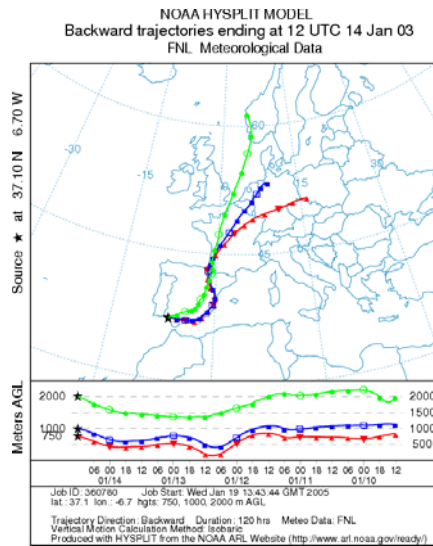 NOAA HYSPLIT MODEL
Backward trajectories ending at 12 UTC 14 Jan 03
FNL Meteorological Data
Source ★ at 37.10 N 6.70 W
-30
-15
60
15
45
Meters AGL
2000
1000
750
2000
1500
1000
500
06 00 18 12 06 00 18 12 06 00 18 12 06 00 18 12 06 00 18 12
01/14 01/13 01/12 01/11 01/10
Job ID: 360760 Job Start: Wed Jan 19 13:43:44 GMT 2005
lat.: 37.1 lon.: -6.7 hgts: 750, 1000, 2000 m AGL
Trajectory Direction: Backward Duration: 120 hrs Meteo Data: FNL
Vertical Motion Calculation Method: Isobaric
Produced with HYSPLIT from the NOAA ARL Website (http://www.arl.noaa.gov/ready/)